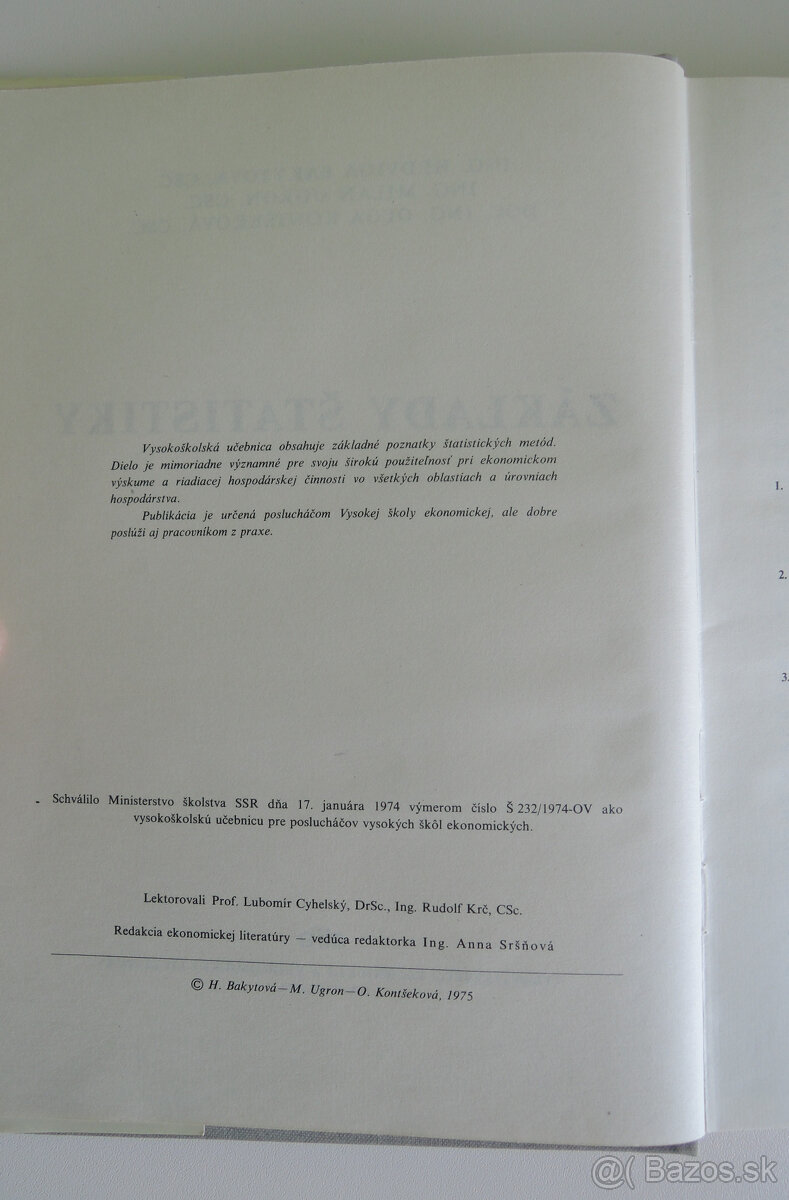 Vysokoškolská učebnica obsahuje základné poznatky štatistických metód.
Dielo je mimoriadne významné pre svoju širokú použiteľnosť pri ekonomickom
výskume a riadiacej hospodárskej činnosti vo všetkých oblastiach a úrovniach
hospodárstva.
Publikácia je určená poslucháčom Vysokej školy ekonomickej, ale dobre
poslúži aj pracovníkom z praxe.
Schválilo Ministerstvo školstva SSR dňa 17. januára 1974 výmerom číslo Š 232/1974-OV ako
vysokoškolskú učebnicu pre poslucháčov vysokých škôl ekonomických.
Lektorovali Prof. Lubomír Cyhelský, DrSc., Ing. Rudolf Krč, CSc.
Redakcia ekonomickej literatúry — vedúca redaktorka Ing. Anna Sršňová
© H. Bakytová—M. Ugron—O. Kontšeková, 1975
1.
2.
3.
ZÁKLADY ŠTATISTIKY
@( Bazos.sk